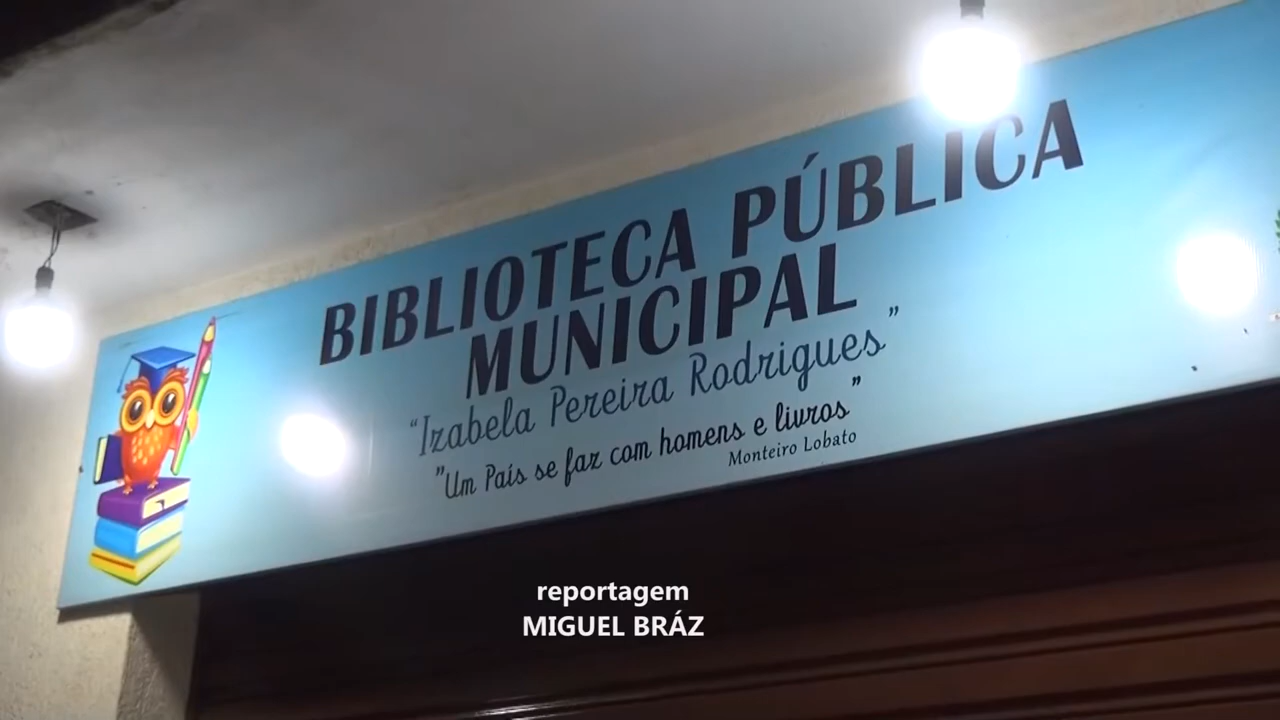 BIBLIOTECA PÚBLICA
MUNICIPAL
“Izabela Pereira Rodrigues”
"Um País se faz com homens e livros"
Monteiro Lobato
reportagem
MIGUEL BRÁZ